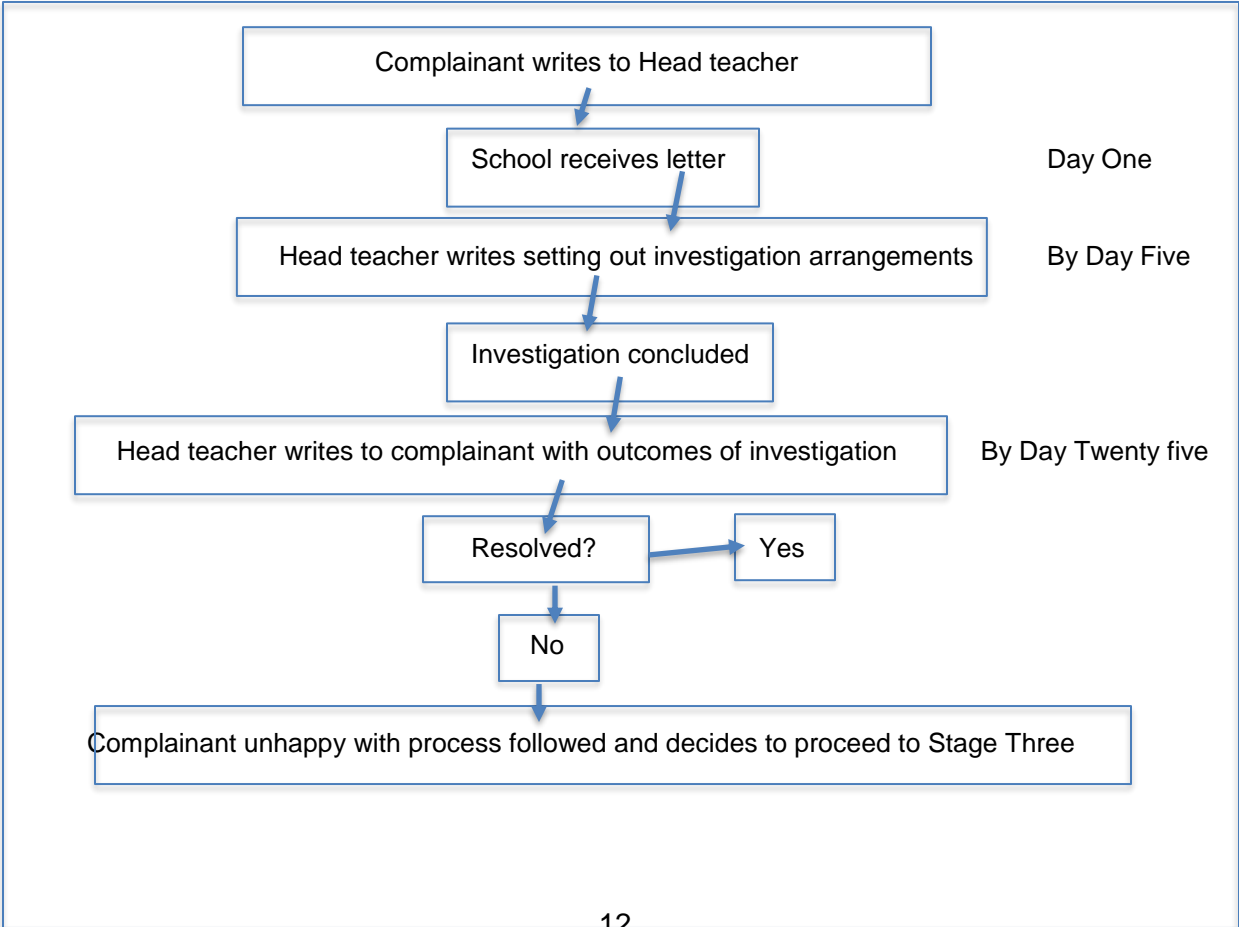 Complainant writes to Head teacher
School receives letter
Day One
Head teacher writes setting out investigation arrangements
By Day Five
Investigation concluded
Head teacher writes to complainant with outcomes of investigation
By Day Twenty five
Resolved?
Yes
No
Complainant unhappy with process followed and decides to proceed to Stage Three
12